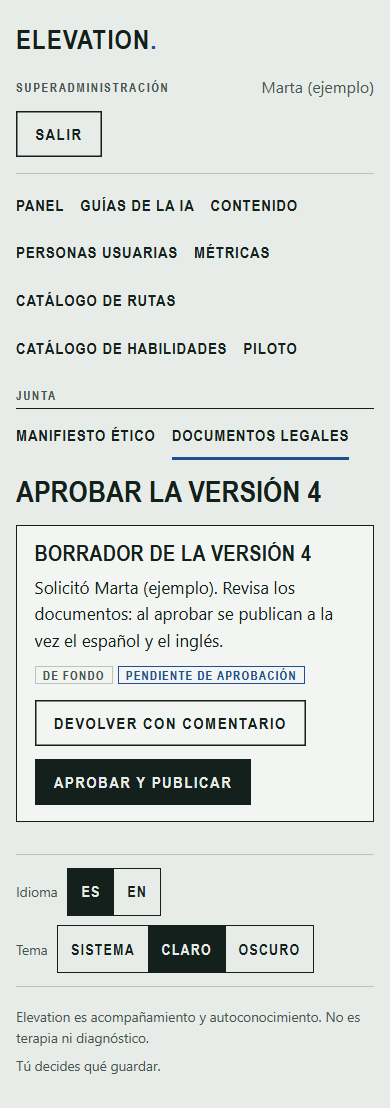 ELEVATION.
SUPERADMINISTRACIÓN Marta (ejemplo)
SALIR
PANEL GUÍAS DE LA IA CONTENIDO
PERSONAS USUARIAS MÉTRICAS
CATÁLOGO DE RUTAS
CATÁLOGO DE HABILIDADES PILOTO
JUNTA
MANIFIESTO ÉTICO DOCUMENTOS LEGALES
APROBAR LA VERSIÓN 4
BORRADOR DE LA VERSIÓN 4
Solicitó Marta (ejemplo). Revisa los
documentos: al aprobar se publican a la
vez el español y el inglés.
DE FONDO PENDIENTE DE APROBACIÓN
DEVOLVER CON COMENTARIO
APROBAR Y PUBLICAR
Idioma ES EN
Tema SISTEMA CLARO OSCURO
Elevation es acompañamiento y autoconocimiento. No es
terapia ni diagnóstico.
Tú decides qué guardar.